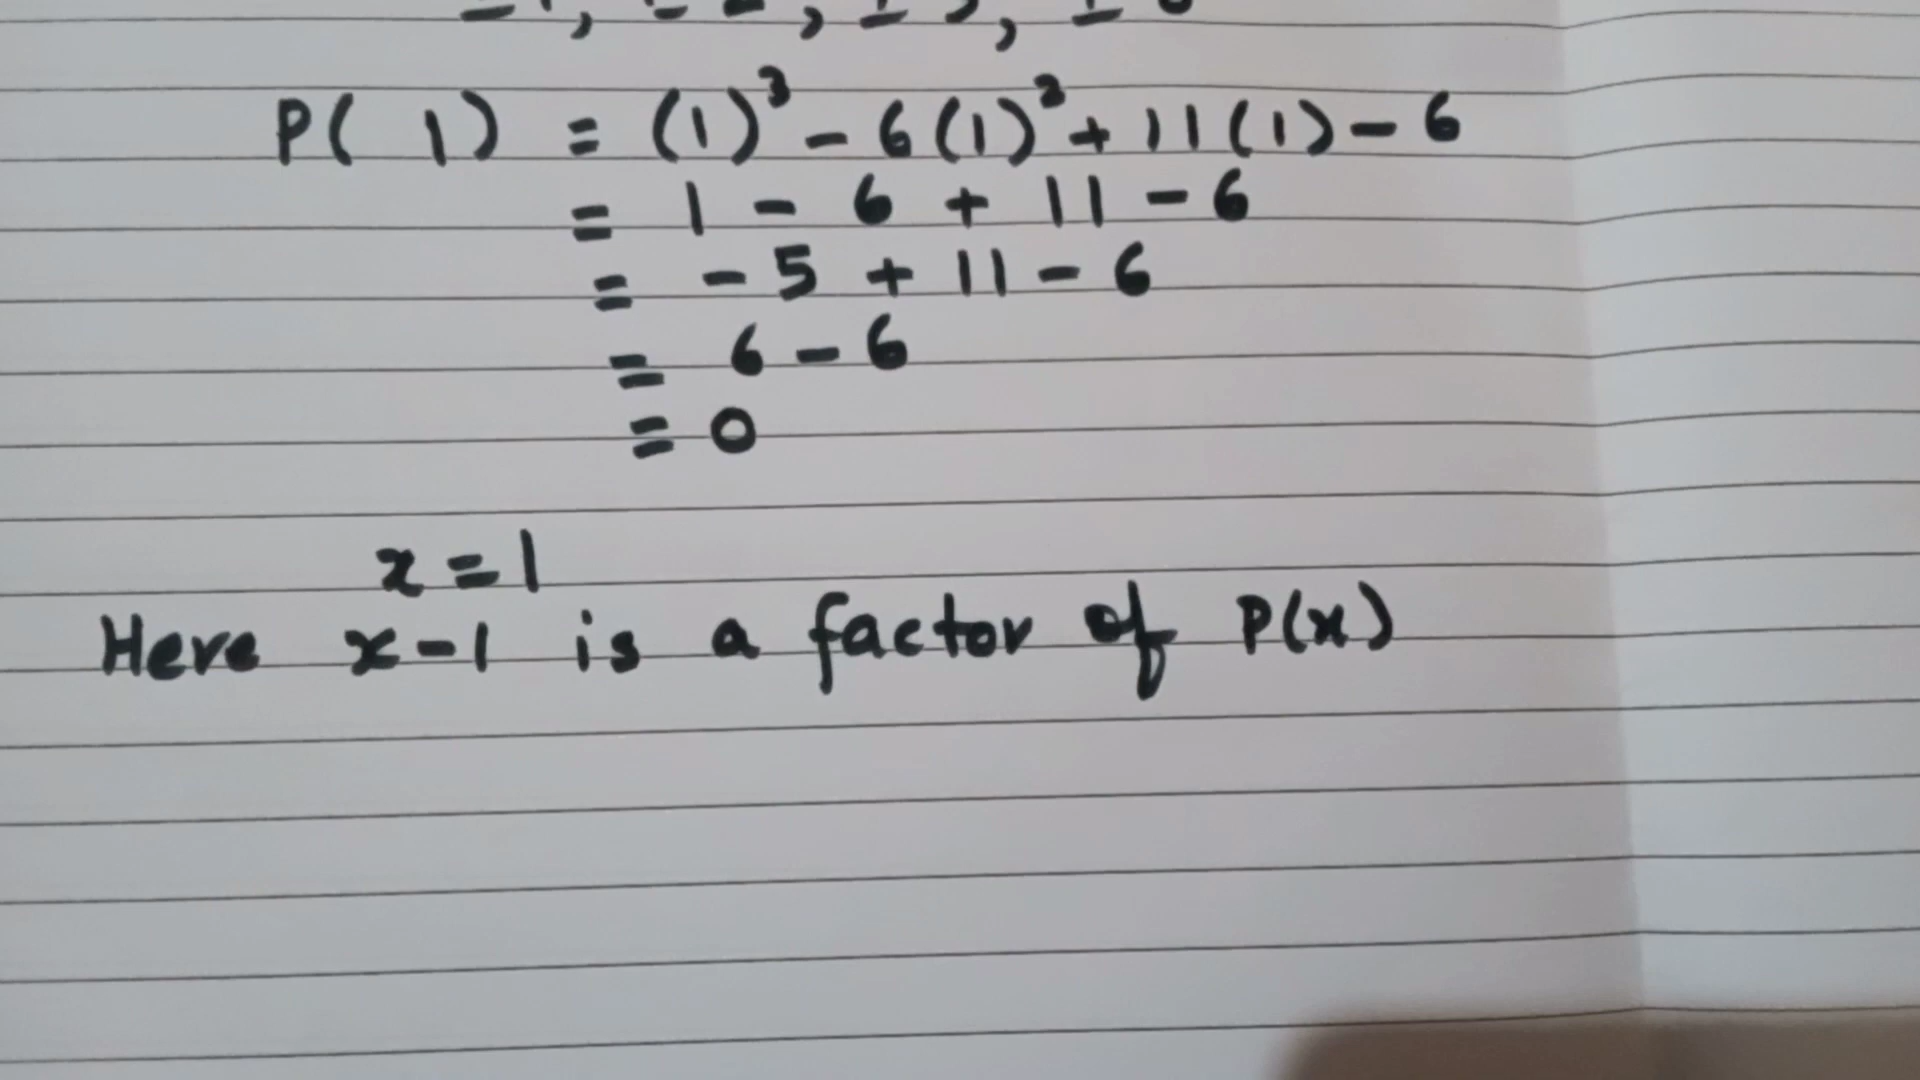 P( 1) = (1)³ - 6(1)² + 11(1) - 6
= 1 - 6 + 11 - 6
= - 5 + 11 - 6
= 6 - 6
= 0
x = 1
Here x - 1 is a factor of P(x)